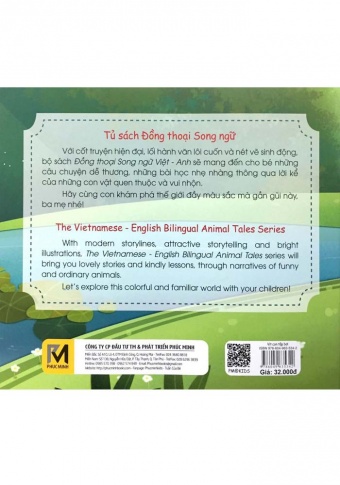 Tủ sách Đồng thoại Song ngữ
Với cốt truyện hiện đại, lối hành văn lôi cuốn và nét vẽ sinh động,
bộ sách Đồng thoại Song ngữ Việt - Anh sẽ mang đến cho bé những
câu chuyện dễ thương, những bài học nhẹ nhàng thông qua lời kể
của những con vật quen thuộc và vui nhộn.
Hãy cùng con khám phá thế giới đầy màu sắc mà gần gũi này,
ba mẹ nhé!
The Vietnamese - English Bilingual Animal Tales Series
With modern storylines, attractive storytelling and bright
illustrations, The Vietnamese - English Bilingual Animal Tales series will
bring you lovely stories and kindly lessons, through narratives of funny
and ordinary animals.
Let's explore this colorful and familiar world with your children!
PHÚC MINH
CÔNG TY CP ĐẦU TƯ TM & PHÁT TRIỂN PHÚC MINH
PMBKIDS
Giá: 32.000đ